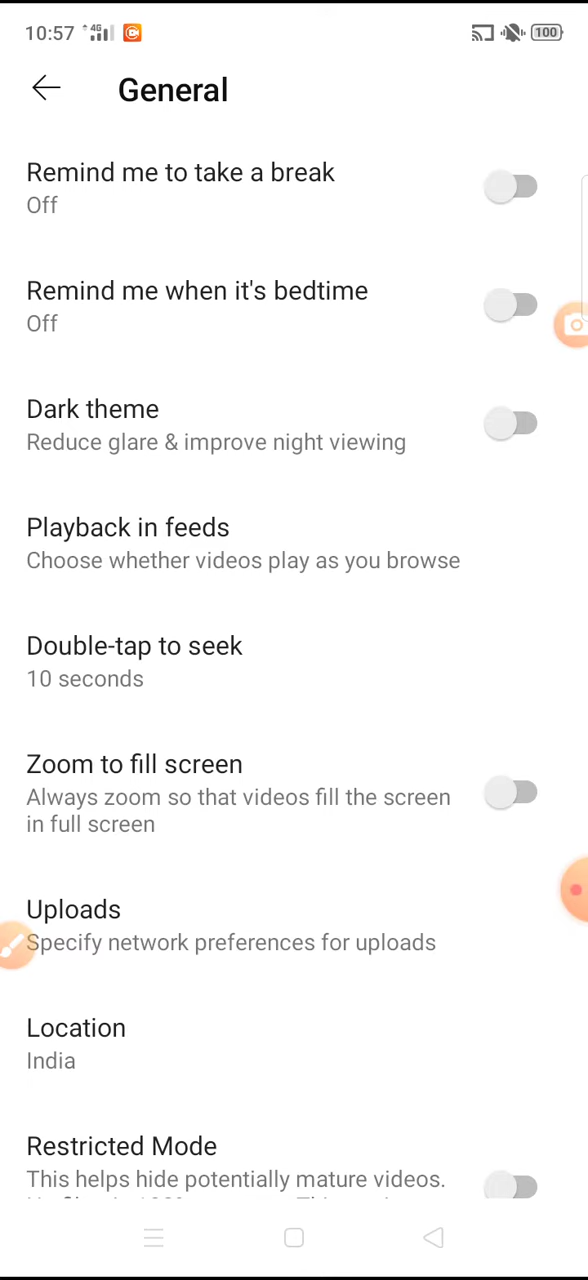 10:57 4G 100
General
Remind me to take a break
Off
Remind me when it's bedtime
Off
Dark theme
Reduce glare & improve night viewing
Playback in feeds
Choose whether videos play as you browse
Double-tap to seek
10 seconds
Zoom to fill screen
Always zoom so that videos fill the screen
in full screen
Uploads
Specify network preferences for uploads
Location
India
Restricted Mode
This helps hide potentially mature videos.